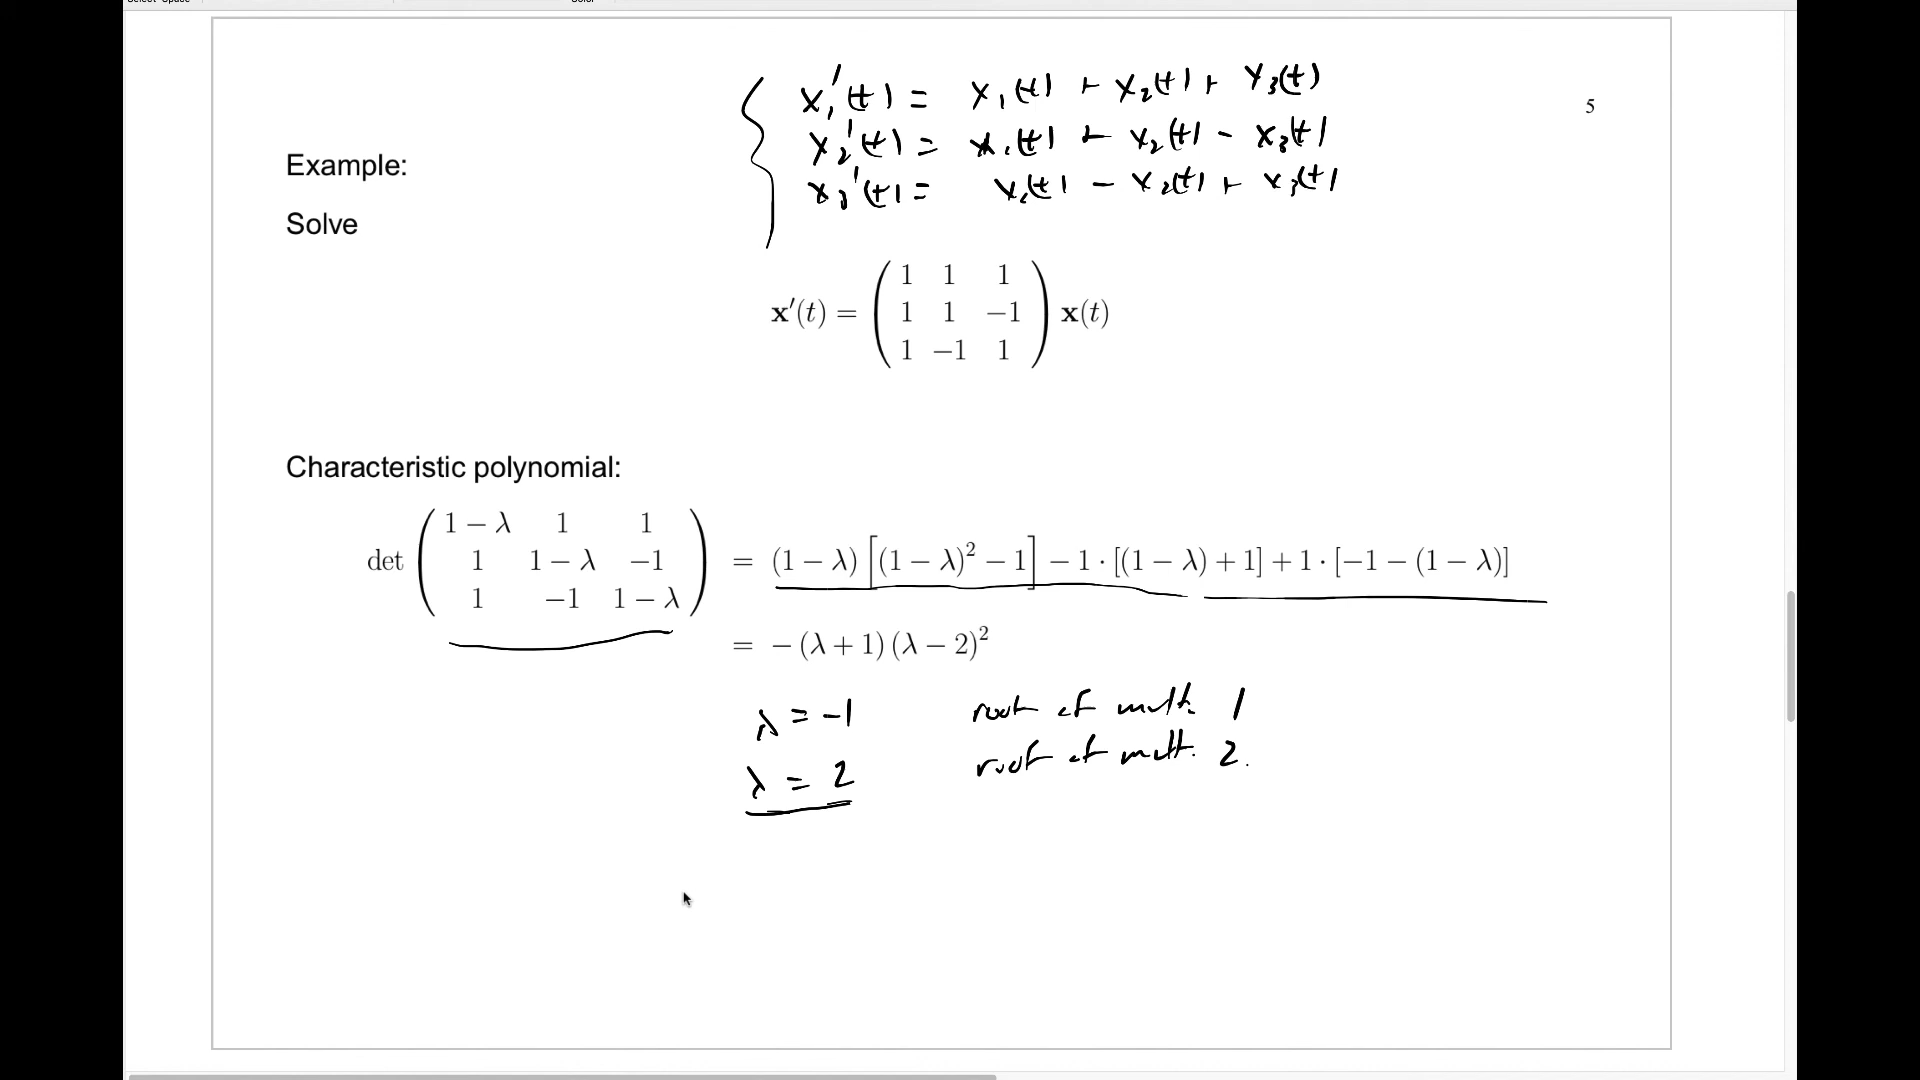 x₁'(t) = x₁(t) + x₂(t) + x₃(t)
5
x₂'(t) = x₁(t) + x₂(t) − x₃(t)
Example:
x₃'(t) = x₁(t) − x₂(t) + x₃(t)
Solve
x′(t) = ( 1 1 1 ; 1 1 −1 ; 1 −1 1 ) x(t)
Characteristic polynomial:
det ( 1 − λ 1 1 ; 1 1 − λ −1 ; 1 −1 1 − λ ) = (1 − λ) [(1 − λ)² − 1] − 1 · [(1 − λ) + 1] + 1 · [−1 − (1 − λ)]
= − (λ + 1) (λ − 2)²
λ = −1 root of mult. 1
λ = 2 root of mult. 2.